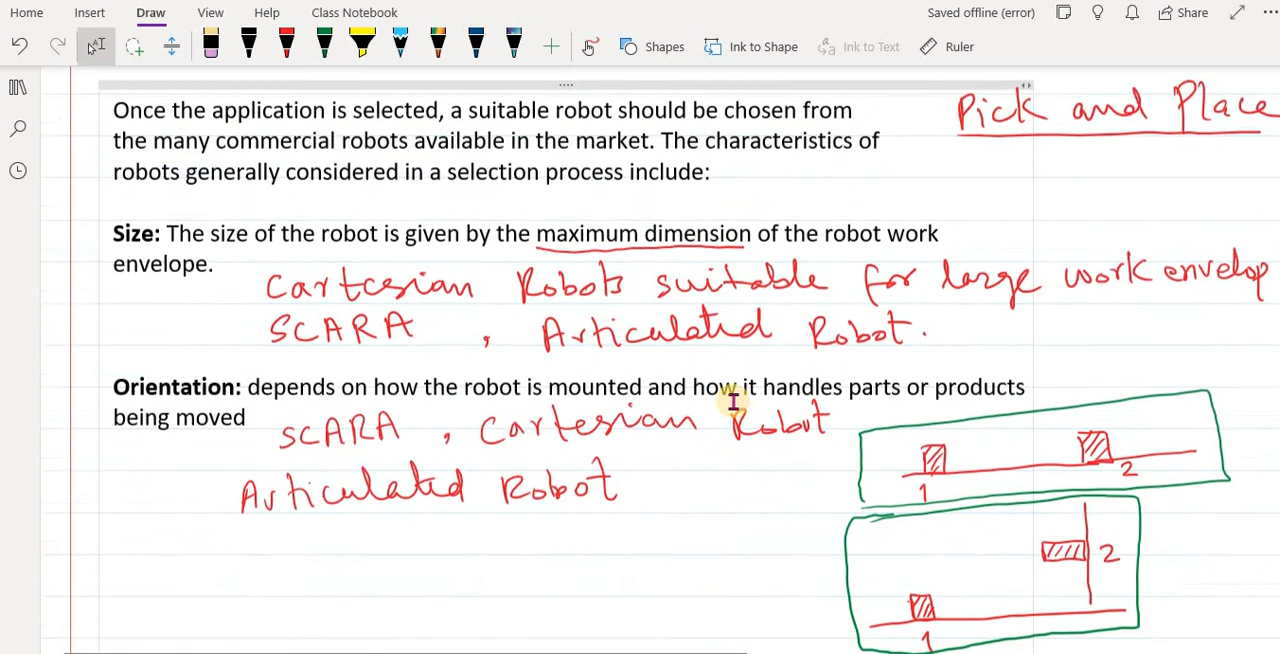 Home Insert Draw View Help Class Notebook Saved offline (error) Share
Shapes Ink to Shape Ink to Text Ruler
Once the application is selected, a suitable robot should be chosen from
the many commercial robots available in the market. The characteristics of
robots generally considered in a selection process include:
Pick and Place
Size: The size of the robot is given by the maximum dimension of the robot work
envelope.
Cartesian Robots suitable for large work envelop
SCARA , Articulated Robot.
Orientation: depends on how the robot is mounted and how it handles parts or products
being moved
SCARA , Cartesian Robot
Articulated Robot
1 2
2
1